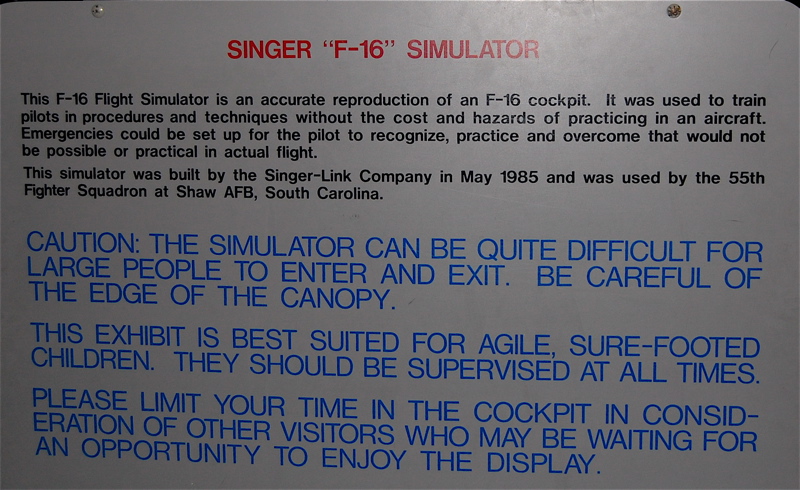 SINGER "F-16" SIMULATOR
This F-16 Flight Simulator is an accurate reproduction of an F-16 cockpit. It was used to train
pilots in procedures and techniques without the cost and hazards of practicing in an aircraft.
Emergencies could be set up for the pilot to recognize, practice and overcome that would not
be possible or practical in actual flight.
This simulator was built by the Singer-Link Company in May 1985 and was used by the 55th
Fighter Squadron at Shaw AFB, South Carolina.
CAUTION: THE SIMULATOR CAN BE QUITE DIFFICULT FOR
LARGE PEOPLE TO ENTER AND EXIT. BE CAREFUL OF
THE EDGE OF THE CANOPY.
THIS EXHIBIT IS BEST SUITED FOR AGILE, SURE-FOOTED
CHILDREN. THEY SHOULD BE SUPERVISED AT ALL TIMES.
PLEASE LIMIT YOUR TIME IN THE COCKPIT IN CONSID-
ERATION OF OTHER VISITORS WHO MAY BE WAITING FOR
AN OPPORTUNITY TO ENJOY THE DISPLAY.